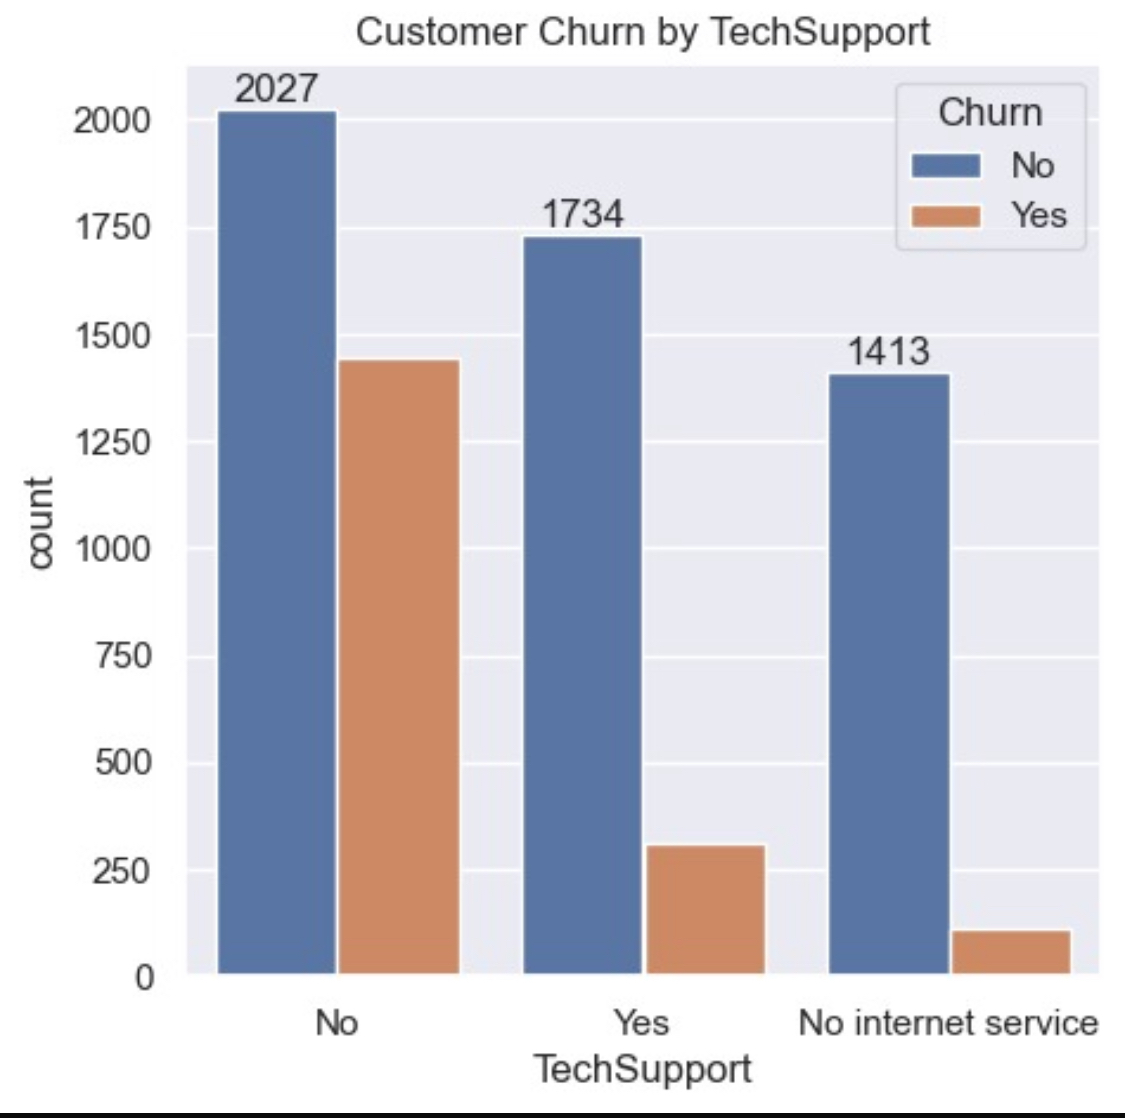 Customer Churn by TechSupport
2027
1734
1413
Churn
No
Yes
2000
1750
1500
1250
1000
750
500
250
0
count
No
Yes
No internet service
TechSupport